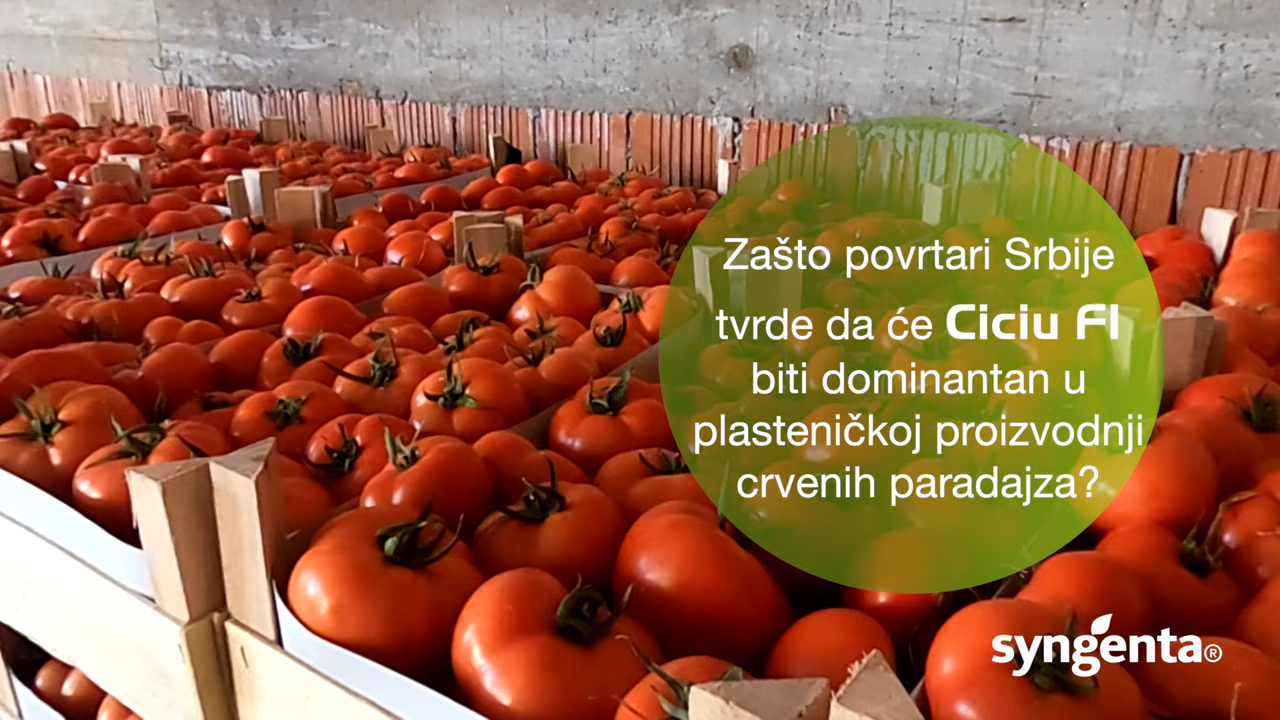 Zašto povrtari Srbije
tvrde da će Ciciu F1
biti dominantan u
plasteničkoj proizvodnji
crvenih paradajza?
syngenta®